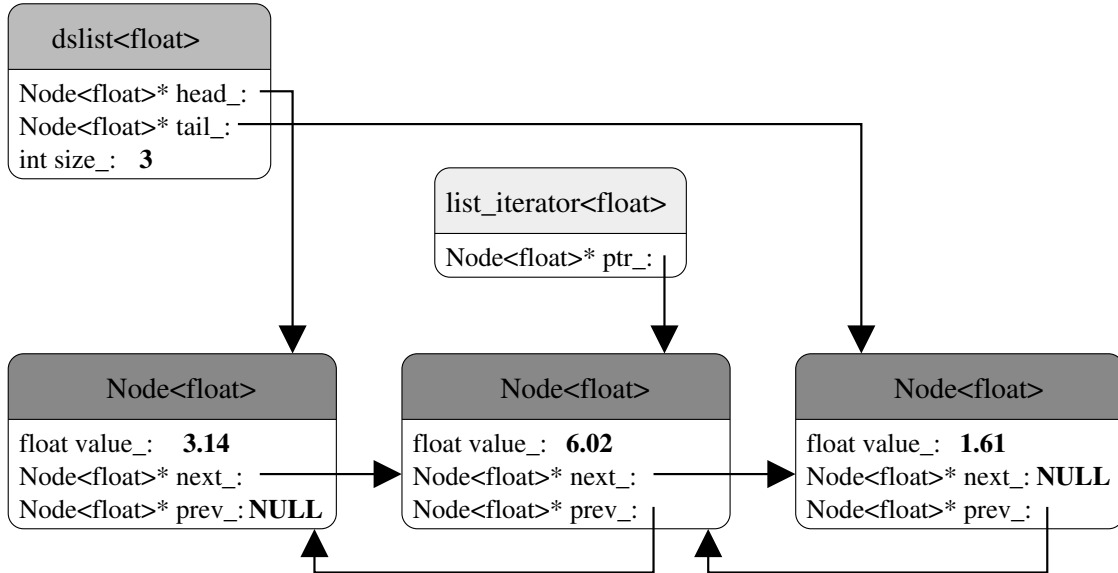 dslist<float>
Node<float>* head_:
Node<float>* tail_:
int size_: 3
list_iterator<float>
Node<float>* ptr_:
Node<float>
float value_: 3.14
Node<float>* next_:
Node<float>* prev_: NULL
Node<float>
float value_: 6.02
Node<float>* next_:
Node<float>* prev_:
Node<float>
float value_: 1.61
Node<float>* next_: NULL
Node<float>* prev_: